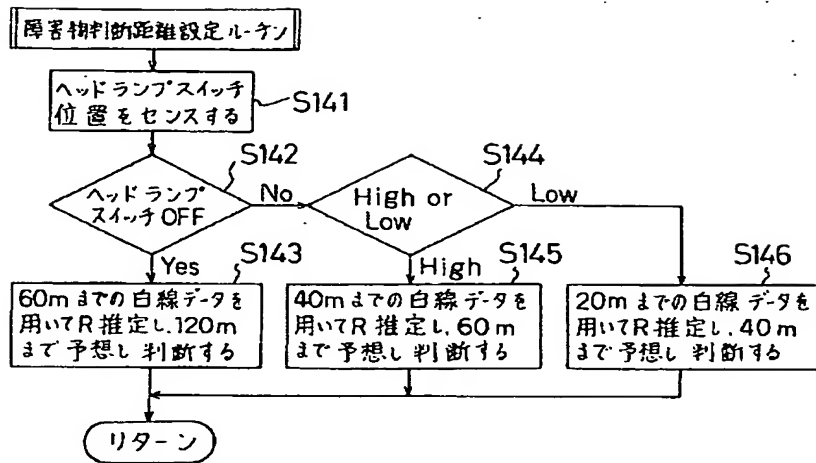 障害物判断距離設定ルーチン
ヘッドランプスイッチ
位置をセンスする
S141
S142
ヘッドランプ
スイッチOFF
No
Yes
S144
High or
Low
Low
High
S143
60mまでの白線データを
用いてR推定し,120m
まで予想し判断する
S145
40mまでの白線データを
用いてR推定し,60m
まで予想し判断する
S146
20mまでの白線データを
用いてR推定し,40m
まで予想し判断する
リターン